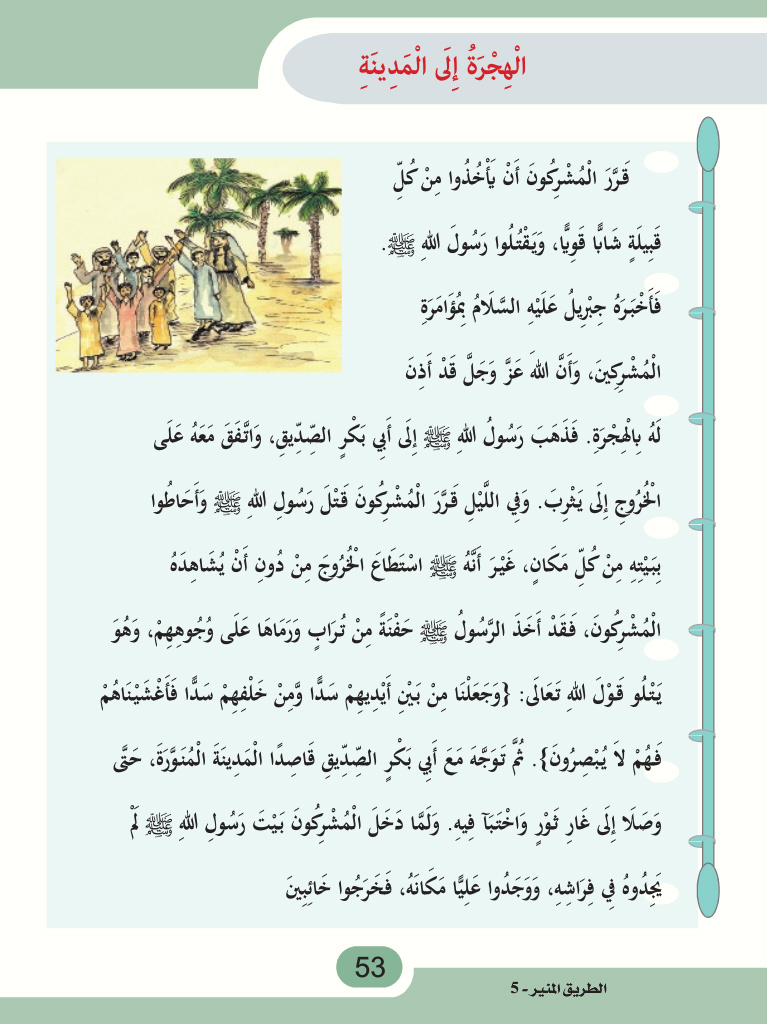 الْهِجْرَةُ إِلَى الْمَدِينَةِ
قَرَّرَ الْمُشْرِكُونَ أَنْ يَأْخُذُوا مِنْ كُلِّ
قَبِيلَةٍ شَابًّا قَوِيًّا، وَيَقْتُلُوا رَسُولَ اللهِ ﷺ.
فَأَخْبَرَهُ جِبْرِيلُ عَلَيْهِ السَّلَامُ بِمُؤَامَرَةِ
الْمُشْرِكِينَ، وَأَنَّ اللهَ عَزَّ وَجَلَّ قَدْ أَذِنَ
لَهُ بِالْهِجْرَةِ. فَذَهَبَ رَسُولُ اللهِ ﷺ إِلَى أَبِي بَكْرٍ الصِّدِّيقِ، وَاتَّفَقَ مَعَهُ عَلَى
الْخُرُوجِ إِلَى يَثْرِبَ. وَفِي اللَّيْلِ قَرَّرَ الْمُشْرِكُونَ قَتْلَ رَسُولِ اللهِ ﷺ وَأَحَاطُوا
بِبَيْتِهِ مِنْ كُلِّ مَكَانٍ، غَيْرَ أَنَّهُ ﷺ اسْتَطَاعَ الْخُرُوجَ مِنْ دُونِ أَنْ يُشَاهِدَهُ
الْمُشْرِكُونَ، فَقَدْ أَخَذَ الرَّسُولُ ﷺ حَفْنَةً مِنْ تُرَابٍ وَرَمَاهَا عَلَى وُجُوهِهِمْ، وَهُوَ
يَتْلُو قَوْلَ اللهِ تَعَالَى: {وَجَعَلْنَا مِنْ بَيْنِ أَيْدِيهِمْ سَدًّا وَّمِنْ خَلْفِهِمْ سَدًّا فَأَغْشَيْنَاهُمْ
فَهُمْ لاَ يُبْصِرُونَ}. ثُمَّ تَوَجَّهَ مَعَ أَبِي بَكْرٍ الصِّدِّيقِ قَاصِدًا الْمَدِينَةَ الْمُنَوَّرَةَ، حَتَّى
وَصَلَا إِلَى غَارِ ثَوْرٍ وَاخْتَبَآ فِيهِ. وَلَمَّا دَخَلَ الْمُشْرِكُونَ بَيْتَ رَسُولِ اللهِ ﷺ لَمْ
يَجِدُوهُ فِي فِرَاشِهِ، وَوَجَدُوا عَلِيًّا مَكَانَهُ، فَخَرَجُوا خَائِبِينَ
53
الطريق المنير - 5